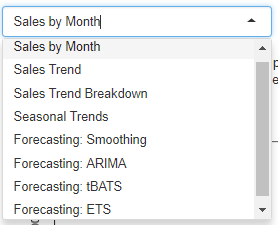 Sales by Month
Sales by Month
Sales Trend
Sales Trend Breakdown
Seasonal Trends
Forecasting: Smoothing
Forecasting: ARIMA
Forecasting: tBATS
Forecasting: ETS